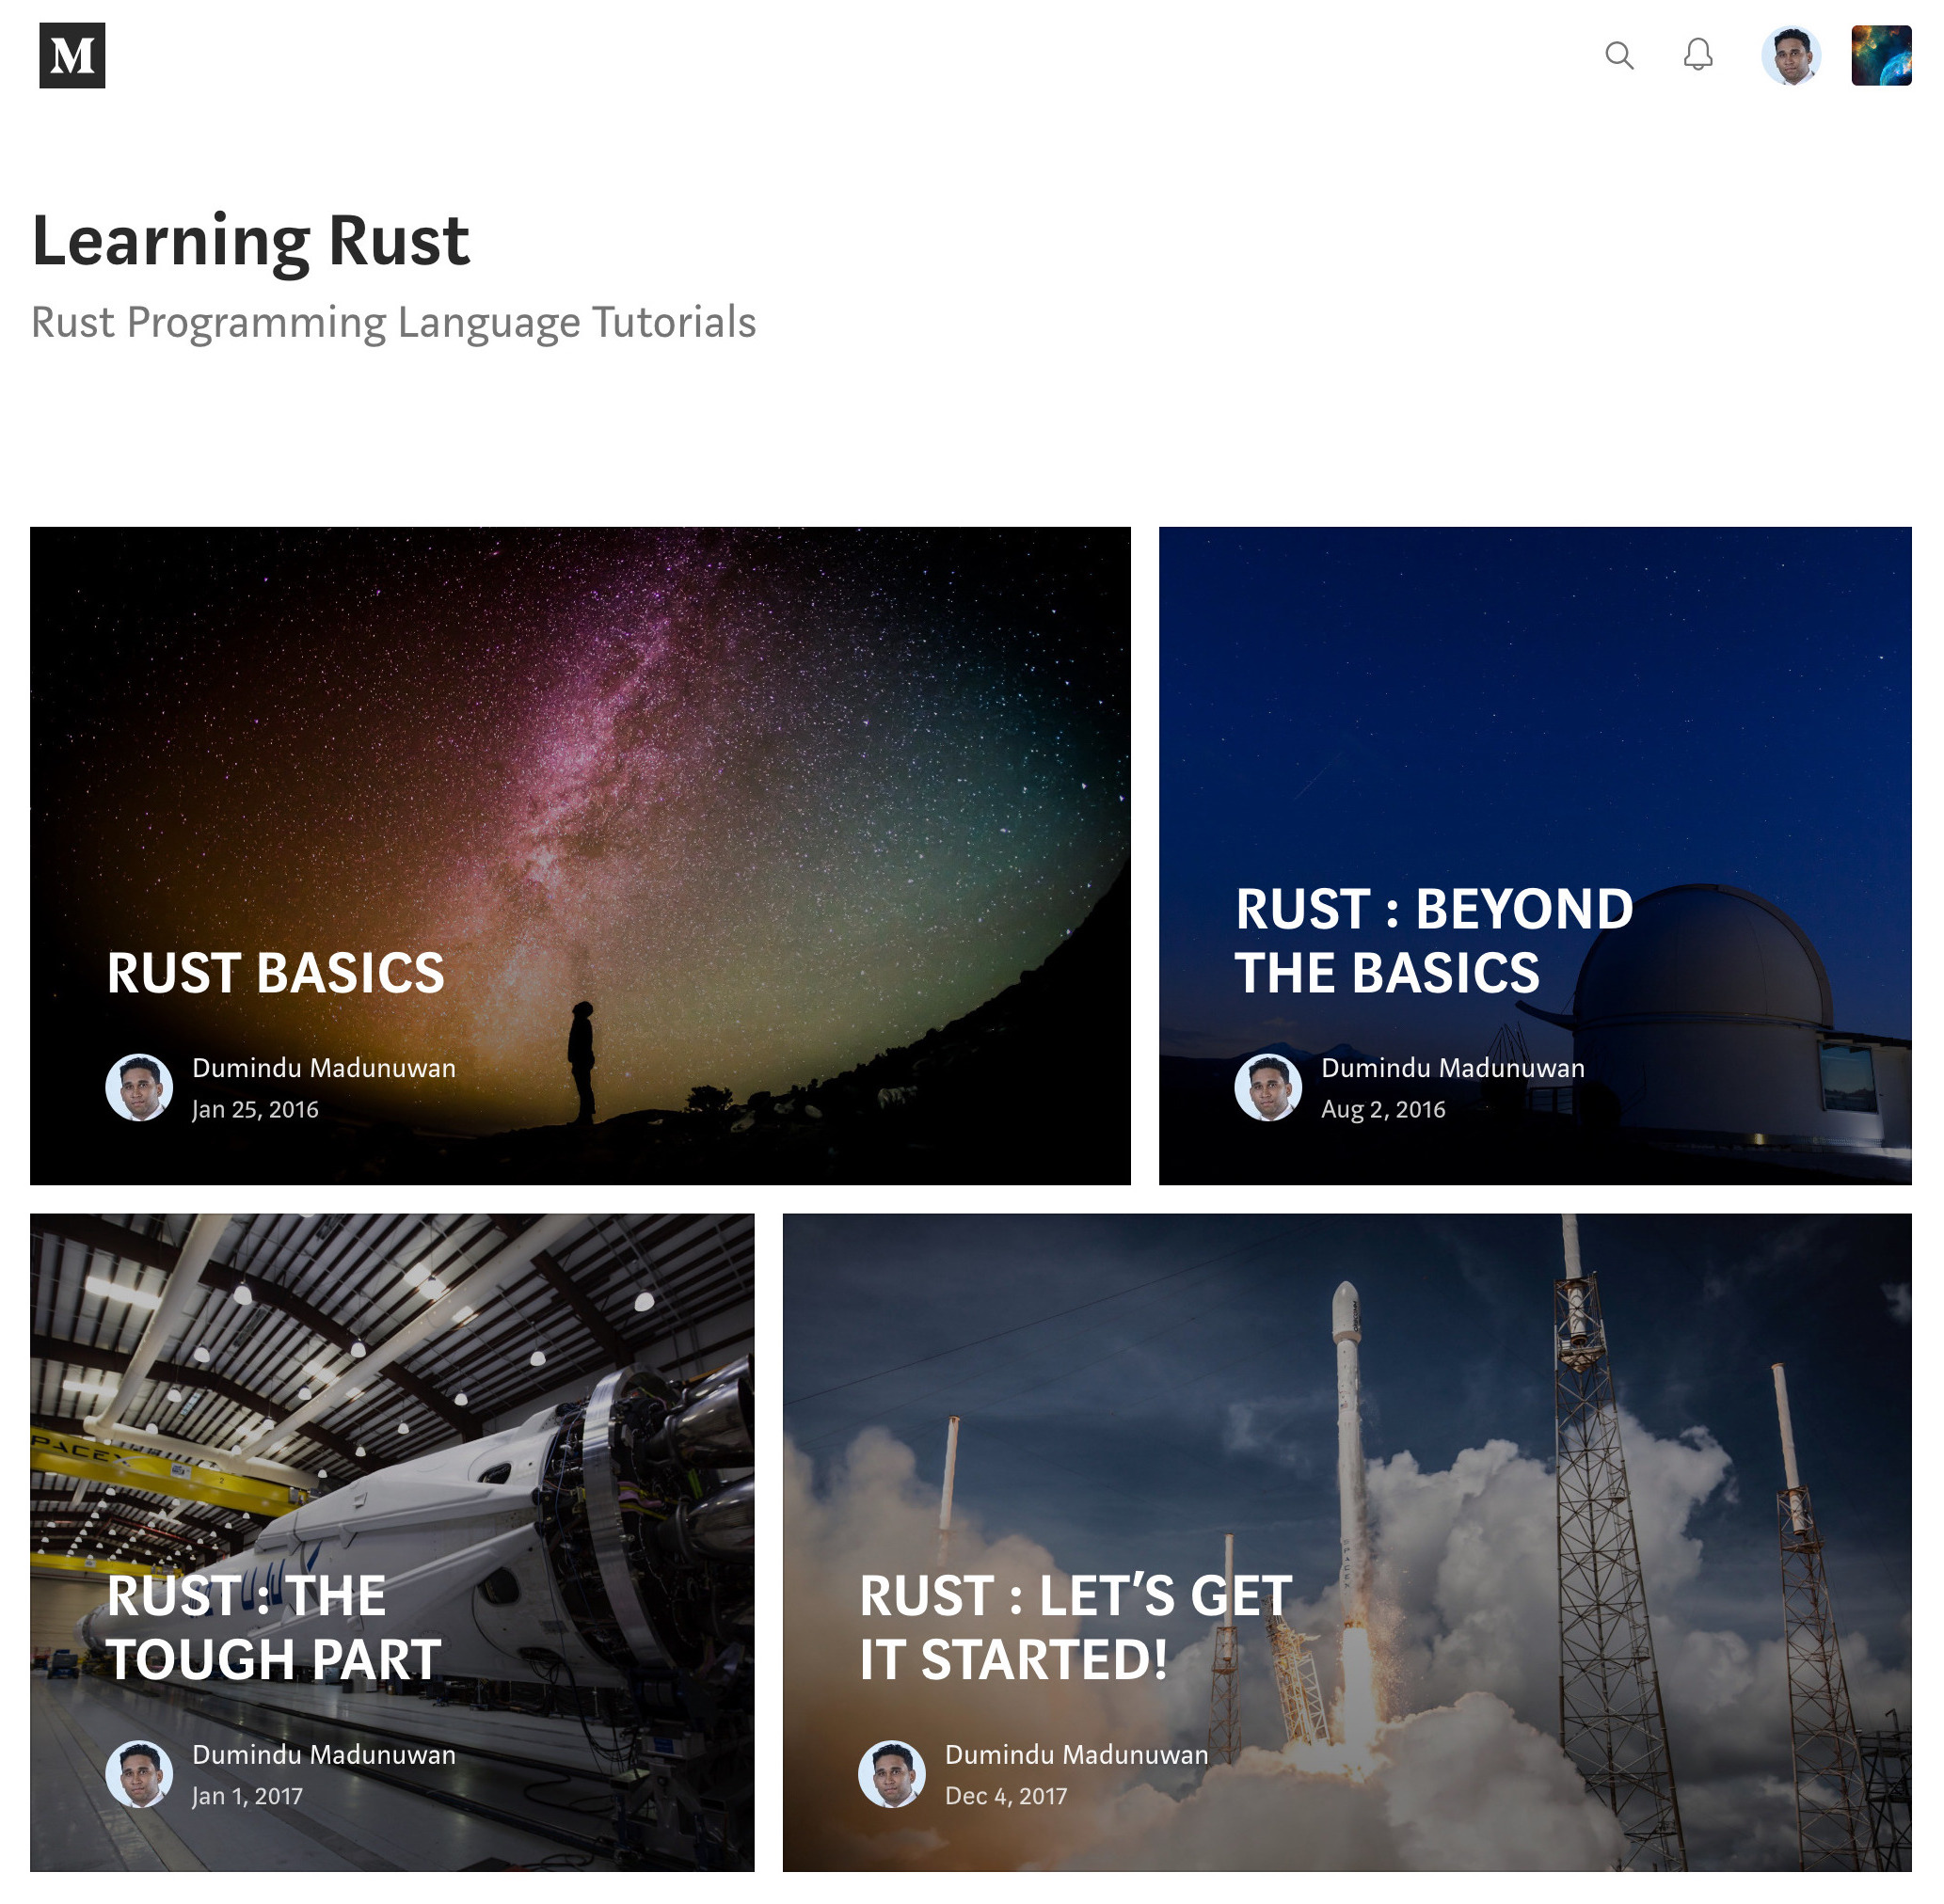 M
Learning Rust
Rust Programming Language Tutorials
RUST BASICS
Dumindu Madunuwan
Jan 25, 2016
RUST : BEYOND
THE BASICS
Dumindu Madunuwan
Aug 2, 2016
PACEX
RUST : THE
TOUGH PART
Dumindu Madunuwan
Jan 1, 2017
SPACEX
RUST : LET’S GET
IT STARTED!
Dumindu Madunuwan
Dec 4, 2017